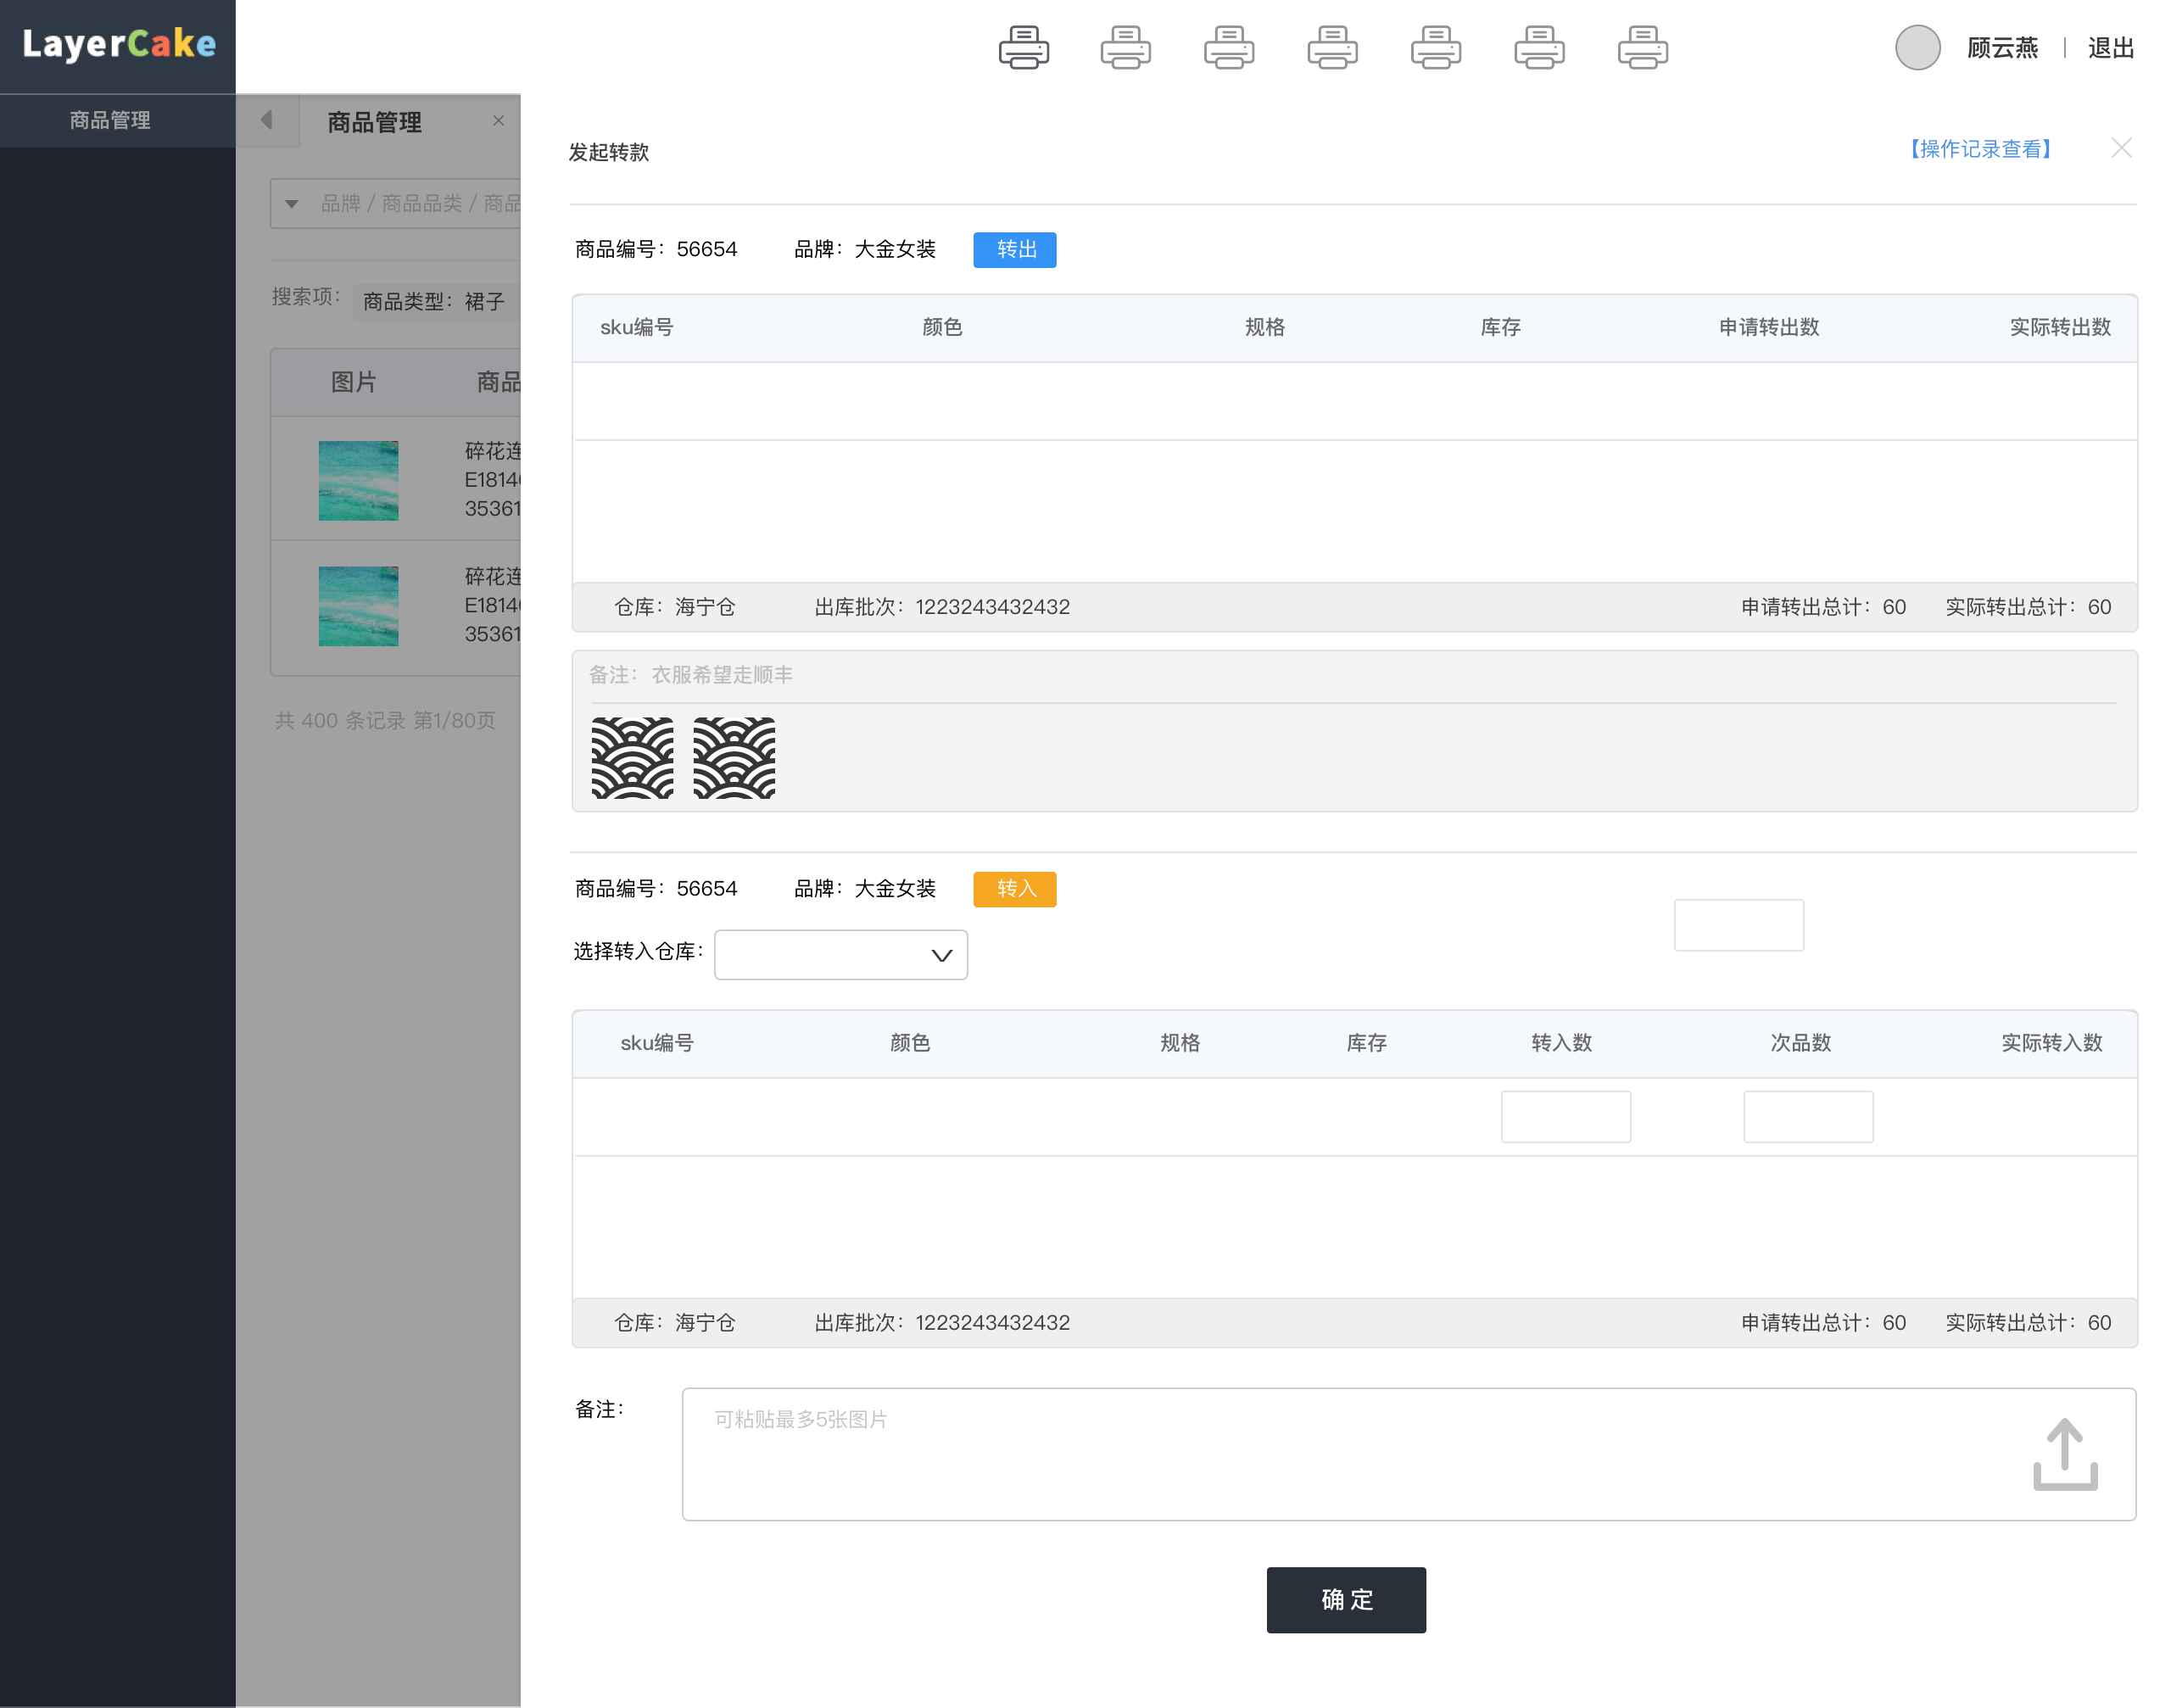 LayerCake
顾云燕
退出
商品管理
商品管理
品牌 / 商品品类 / 商品
搜索项：
商品类型：裙子
图片
商品
碎花连
E1814
35361
碎花连
E1814
35361
共 400 条记录 第1/80页
发起转款
【操作记录查看】
商品编号：56654 品牌：大金女装 转出
sku编号 颜色 规格 库存 申请转出数 实际转出数
仓库：海宁仓 出库批次：1223243432432 申请转出总计：60 实际转出总计：60
备注：衣服希望走顺丰
商品编号：56654 品牌：大金女装 转入
选择转入仓库：
sku编号 颜色 规格 库存 转入数 次品数 实际转入数
仓库：海宁仓 出库批次：1223243432432 申请转出总计：60 实际转出总计：60
备注：
可粘贴最多5张图片
确 定